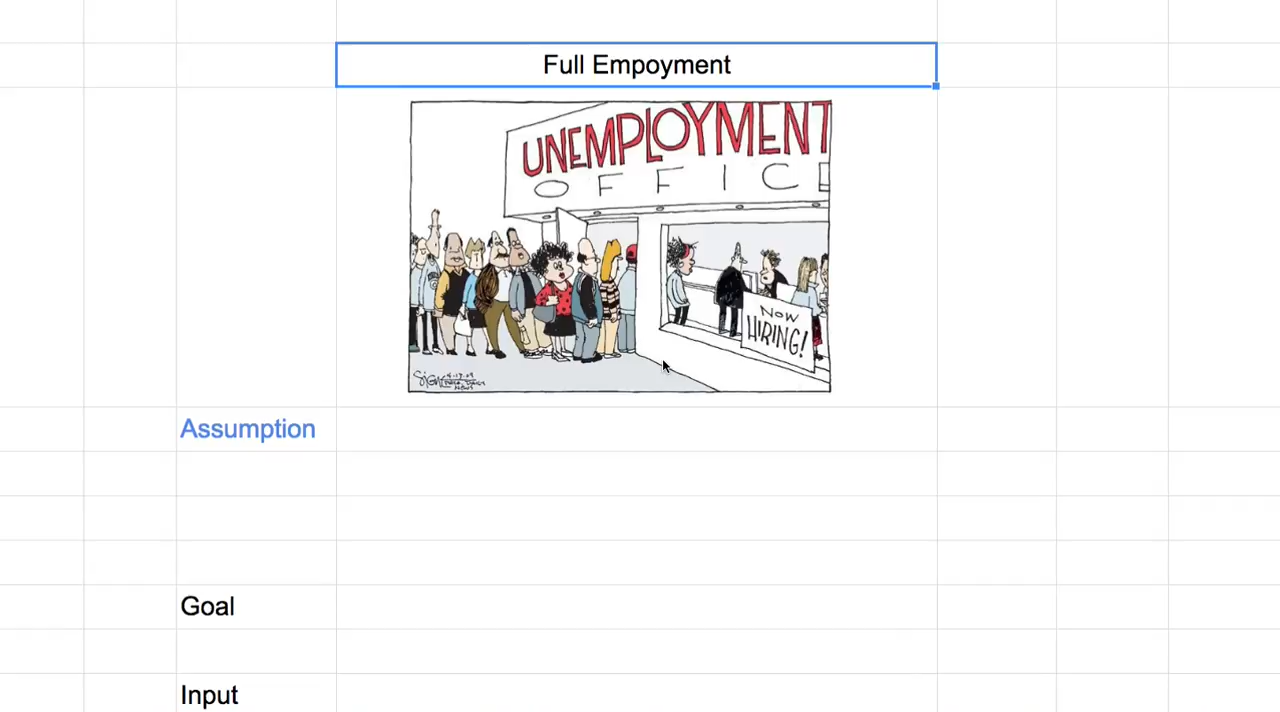 Full Empoyment
UNEMPLOYMENT
OFFICE
NOW
HIRING!
Assumption
Goal
Input